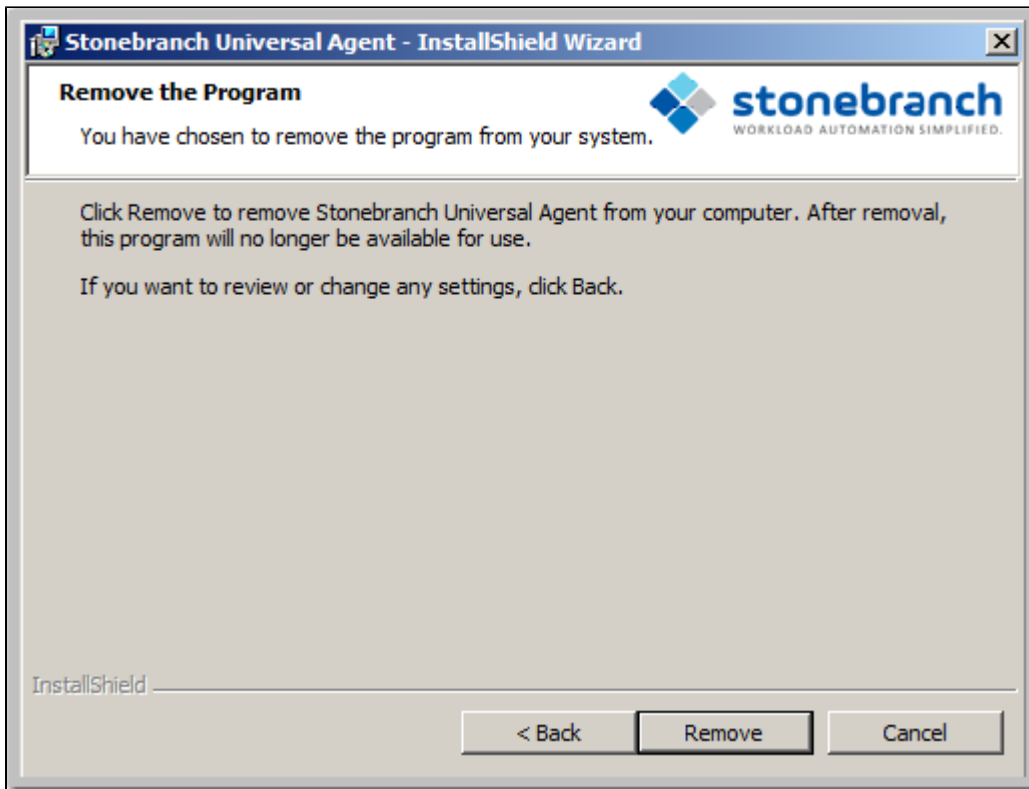 Stonebranch Universal Agent - InstallShield Wizard
Remove the Program
You have chosen to remove the program from your system.
stonebranch
WORKLOAD AUTOMATION SIMPLIFIED.
Click Remove to remove Stonebranch Universal Agent from your computer. After removal,
this program will no longer be available for use.
If you want to review or change any settings, click Back.
InstallShield
< Back
Remove
Cancel